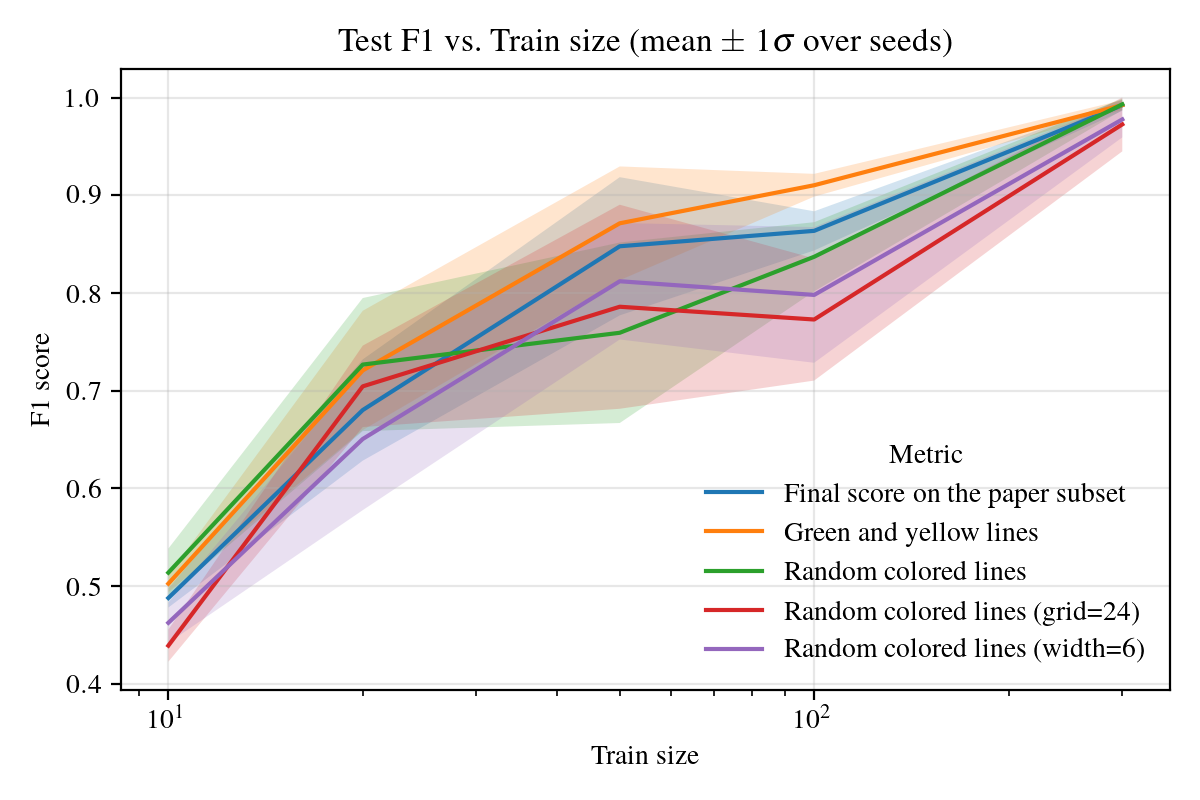 Test F1 vs. Train size (mean ± 1σ over seeds)
F1 score
1.0
0.9
0.8
0.7
0.6
0.5
0.4
Metric
Final score on the paper subset
Green and yellow lines
Random colored lines
Random colored lines (grid=24)
Random colored lines (width=6)
10¹
10²
Train size